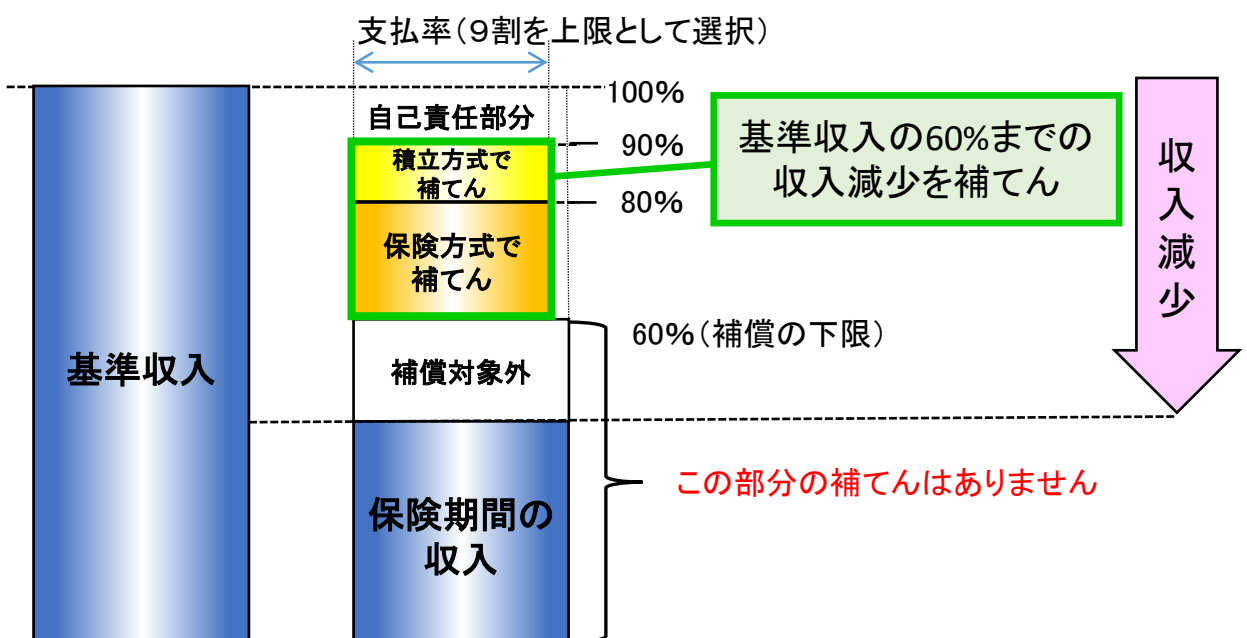 支払率（９割を上限として選択）
100%
自己責任部分
90%
積立方式で
補てん
80%
保険方式で
補てん
基準収入の60%までの
収入減少を補てん
収入減少
60%（補償の下限）
基準収入
補償対象外
この部分の補てんはありません
保険期間の
収入